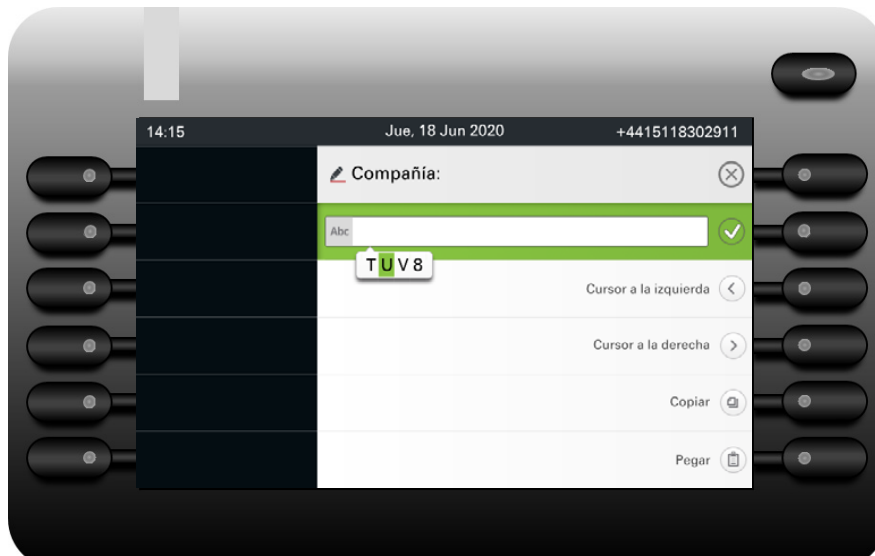 14:15 Jue, 18 Jun 2020 +4415118302911
Compañía:
Abc
T U V 8
Cursor a la izquierda
Cursor a la derecha
Copiar
Pegar